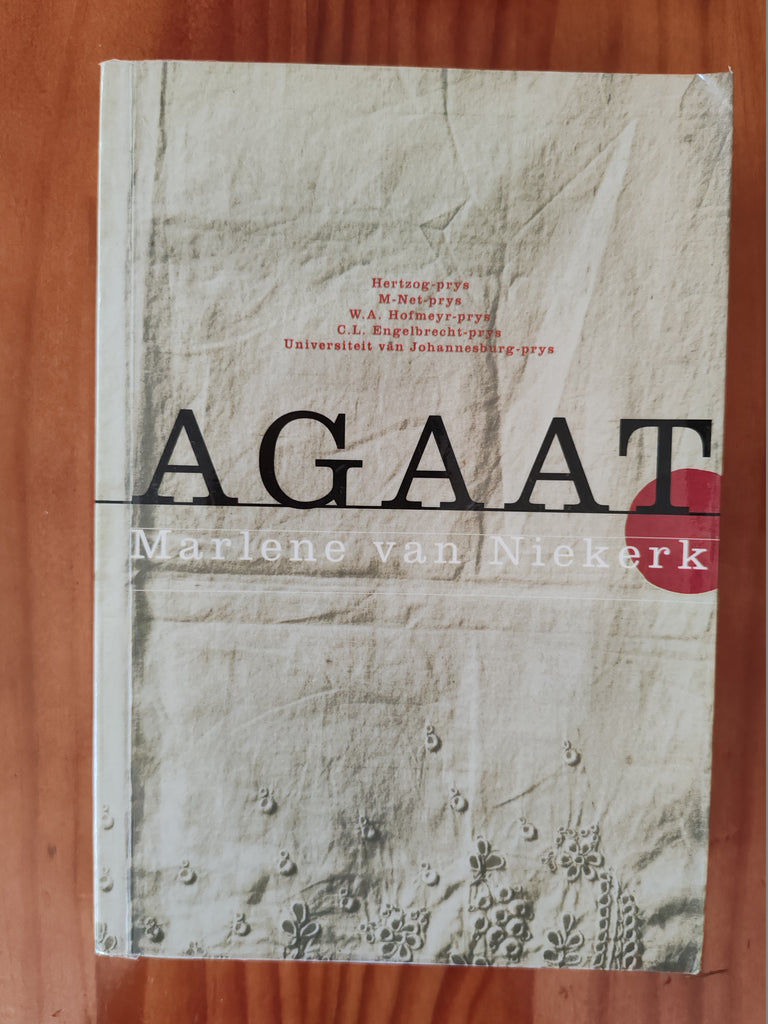 Hertzog-prys
M-Net-prys
W.A. Hofmeyr-prys
C.L. Engelbrecht-prys
Universiteit van Johannesburg-prys
AGAAT
Marlene van Niekerk